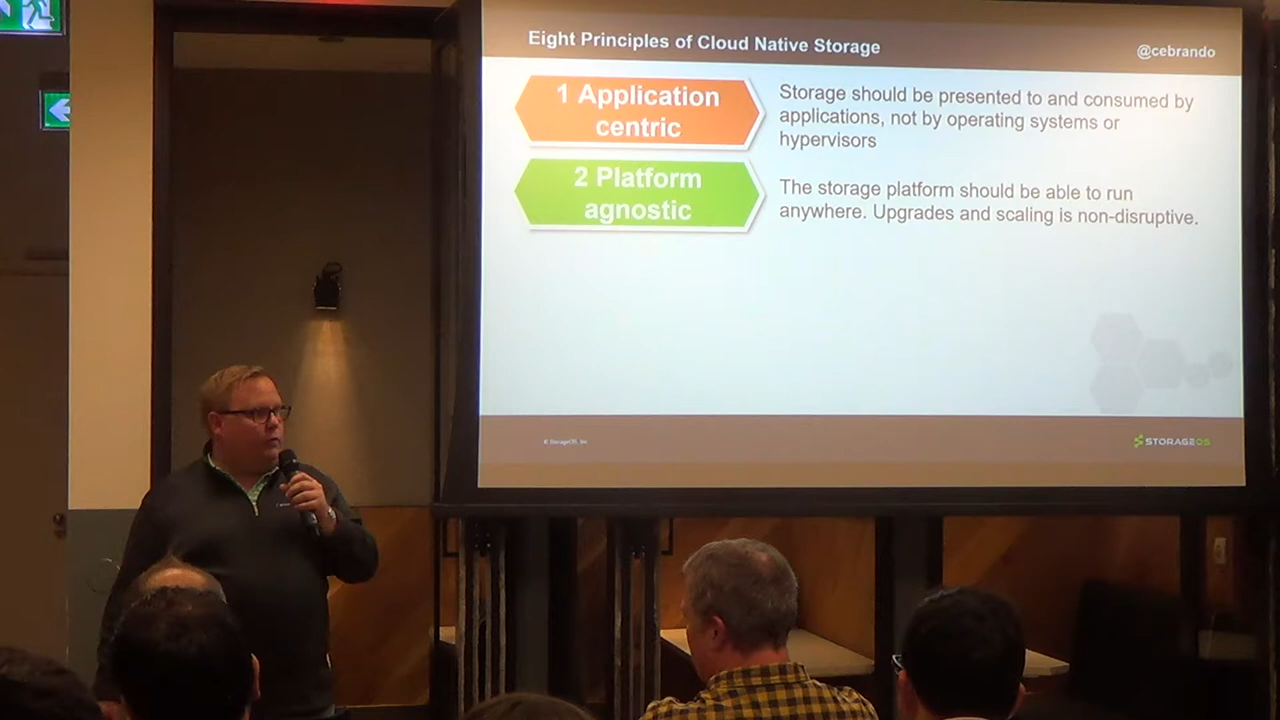 Eight Principles of Cloud Native Storage
@cebrando
1 Application
centric
Storage should be presented to and consumed by
applications, not by operating systems or
hypervisors
2 Platform
agnostic
The storage platform should be able to run
anywhere. Upgrades and scaling is non-disruptive.
© StorageOS, Inc.
STORAGEOS